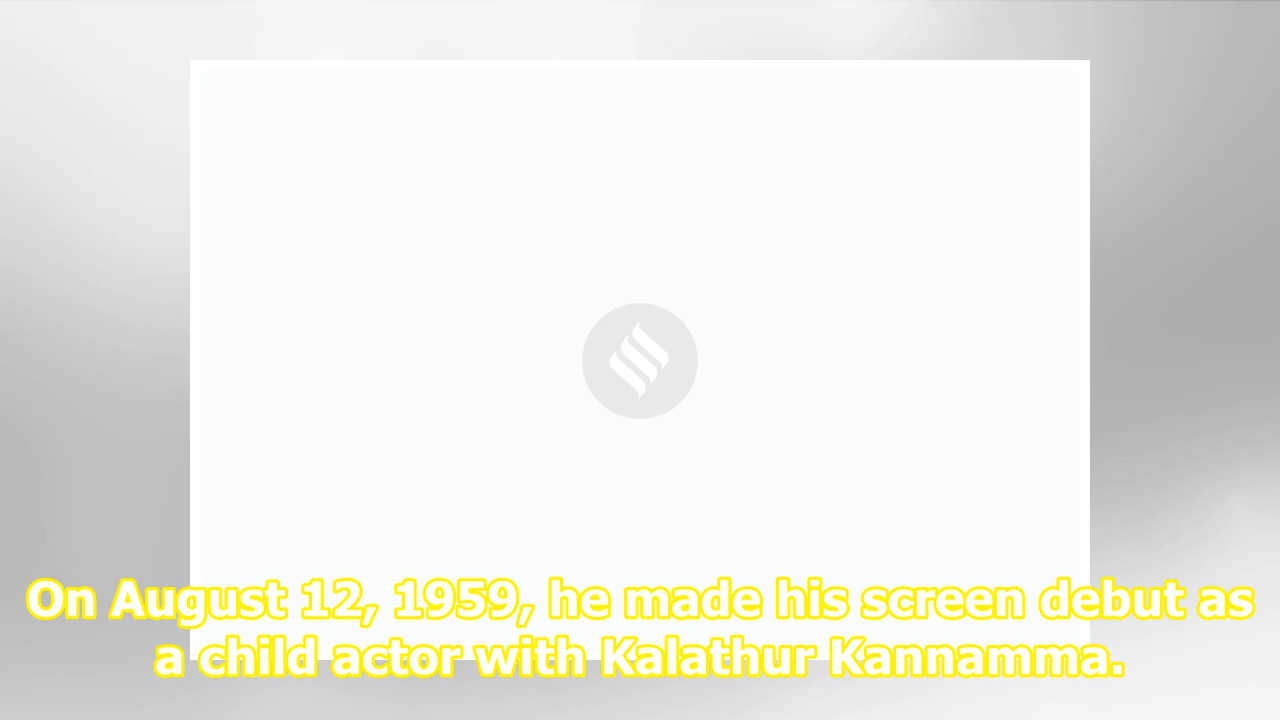 On August 12, 1959, he made his screen debut as
a child actor with Kalathur Kannamma.